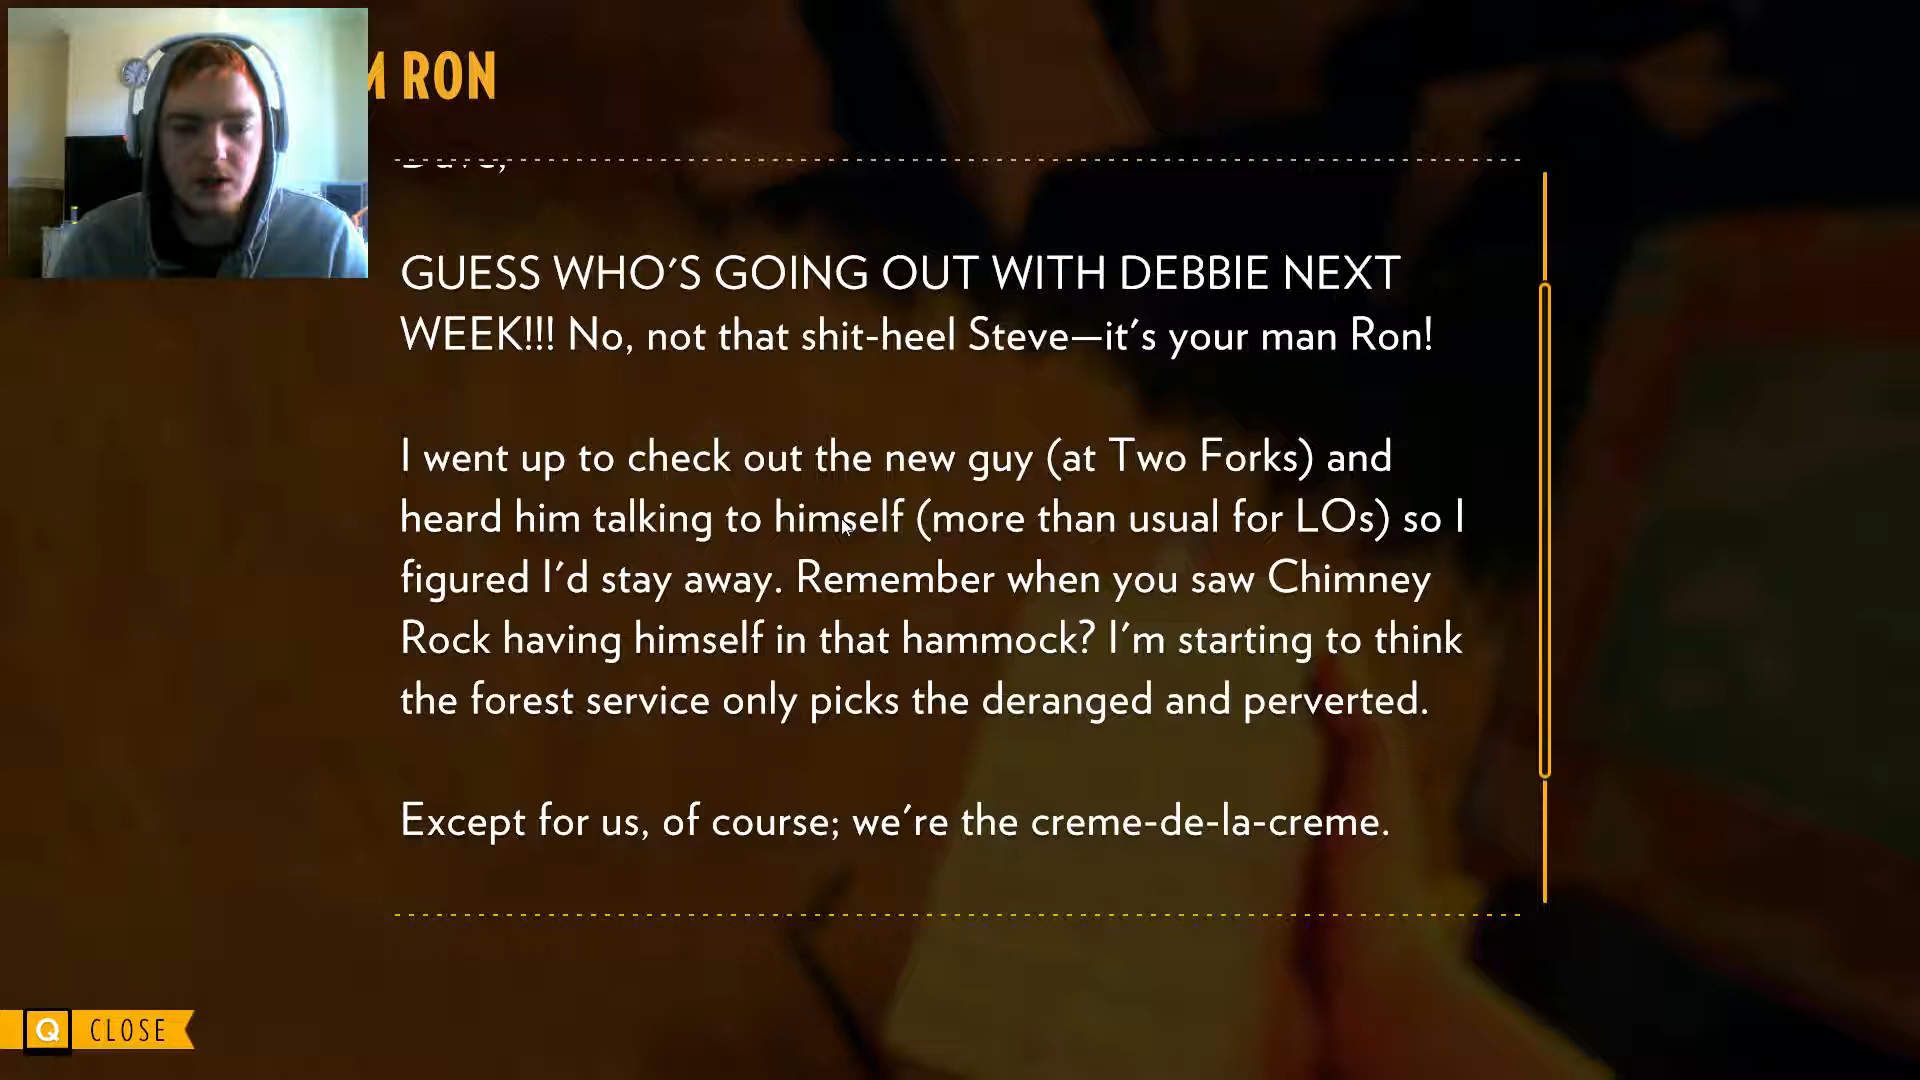 M RON
Dave,
GUESS WHO'S GOING OUT WITH DEBBIE NEXT
WEEK!!! No, not that shit-heel Steve—it's your man Ron!
I went up to check out the new guy (at Two Forks) and
heard him talking to himself (more than usual for LOs) so I
figured I'd stay away. Remember when you saw Chimney
Rock having himself in that hammock? I'm starting to think
the forest service only picks the deranged and perverted.
Except for us, of course; we're the creme-de-la-creme.
Q CLOSE